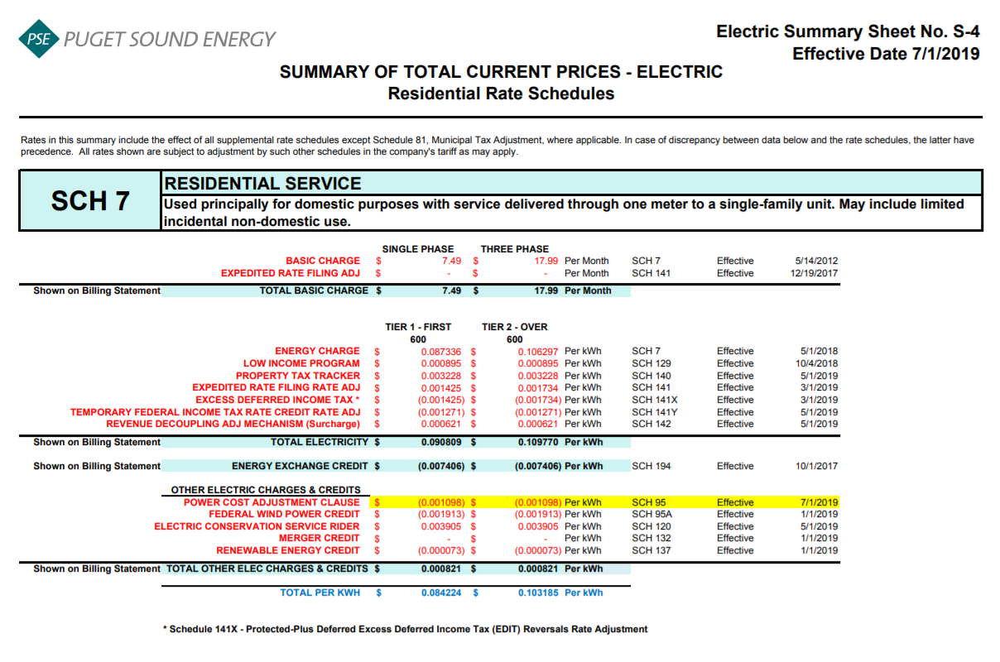 PSE PUGET SOUND ENERGY
Electric Summary Sheet No. S-4
Effective Date 7/1/2019
SUMMARY OF TOTAL CURRENT PRICES - ELECTRIC
Residential Rate Schedules
Rates in this summary include the effect of all supplemental rate schedules except Schedule 81, Municipal Tax Adjustment, where applicable. In case of discrepancy between data below and the rate schedules, the latter have
precedence. All rates shown are subject to adjustment by such other schedules in the company's tariff as may apply.
SCH 7
RESIDENTIAL SERVICE
Used principally for domestic purposes with service delivered through one meter to a single-family unit. May include limited
incidental non-domestic use.
SINGLE PHASE THREE PHASE
BASIC CHARGE $ 7.49 $ 17.99 Per Month SCH 7 Effective 5/14/2012
EXPEDITED RATE FILING ADJ $ - $ - Per Month SCH 141 Effective 12/19/2017
Shown on Billing Statement TOTAL BASIC CHARGE $ 7.49 $ 17.99 Per Month
TIER 1 - FIRST TIER 2 - OVER
600 600
ENERGY CHARGE $ 0.087336 $ 0.106297 Per kWh SCH 7 Effective 5/1/2018
LOW INCOME PROGRAM $ 0.000895 $ 0.000895 Per kWh SCH 129 Effective 10/4/2018
PROPERTY TAX TRACKER $ 0.003228 $ 0.003228 Per kWh SCH 140 Effective 5/1/2019
EXPEDITED RATE FILING RATE ADJ $ 0.001425 $ 0.001734 Per kWh SCH 141 Effective 3/1/2019
EXCESS DEFERRED INCOME TAX * $ (0.001425) $ (0.001734) Per kWh SCH 141X Effective 3/1/2019
TEMPORARY FEDERAL INCOME TAX RATE CREDIT RATE ADJ $ (0.001271) $ (0.001271) Per kWh SCH 141Y Effective 5/1/2019
REVENUE DECOUPLING ADJ MECHANISM (Surcharge) $ 0.000621 $ 0.000621 Per kWh SCH 142 Effective 5/1/2019
Shown on Billing Statement TOTAL ELECTRICITY $ 0.090809 $ 0.109770 Per kWh
Shown on Billing Statement ENERGY EXCHANGE CREDIT $ (0.007406) $ (0.007406) Per kWh SCH 194 Effective 10/1/2017
OTHER ELECTRIC CHARGES & CREDITS
POWER COST ADJUSTMENT CLAUSE $ (0.001098) $ (0.001098) Per kWh SCH 95 Effective 7/1/2019
FEDERAL WIND POWER CREDIT $ (0.001913) $ (0.001913) Per kWh SCH 95A Effective 1/1/2019
ELECTRIC CONSERVATION SERVICE RIDER $ 0.003905 $ 0.003905 Per kWh SCH 120 Effective 5/1/2019
MERGER CREDIT $ - $ - Per kWh SCH 132 Effective 1/1/2019
RENEWABLE ENERGY CREDIT $ (0.000073) $ (0.000073) Per kWh SCH 137 Effective 1/1/2019
Shown on Billing Statement TOTAL OTHER ELEC CHARGES & CREDITS $ 0.000821 $ 0.000821 Per kWh
TOTAL PER KWH $ 0.084224 $ 0.103185 Per kWh
* Schedule 141X - Protected-Plus Deferred Excess Deferred Income Tax (EDIT) Reversals Rate Adjustment